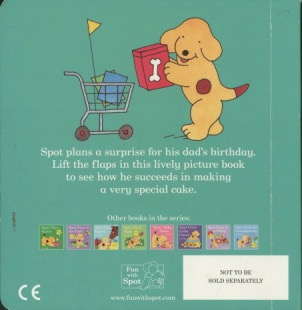 Spot plans a surprise for his dad's birthday.
Lift the flaps in this lively picture book
to see how he succeeds in making
a very special cake.
Other books in the series:
Fun
with
Spot
www.funwithspot.com
CE
NOT TO BE
SOLD SEPARATELY